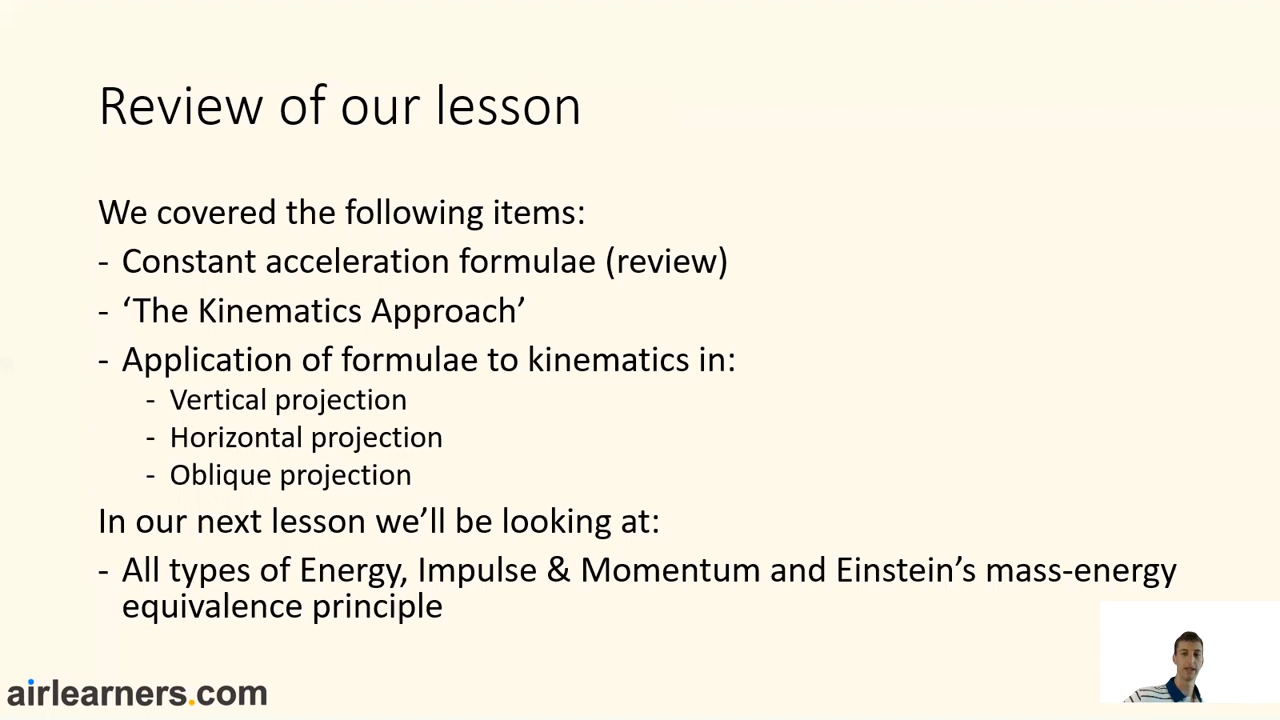 Review of our lesson
We covered the following items:
- Constant acceleration formulae (review)
- ‘The Kinematics Approach’
- Application of formulae to kinematics in:
- Vertical projection
- Horizontal projection
- Oblique projection
In our next lesson we’ll be looking at:
- All types of Energy, Impulse & Momentum and Einstein’s mass-energy
equivalence principle
airlearners.com